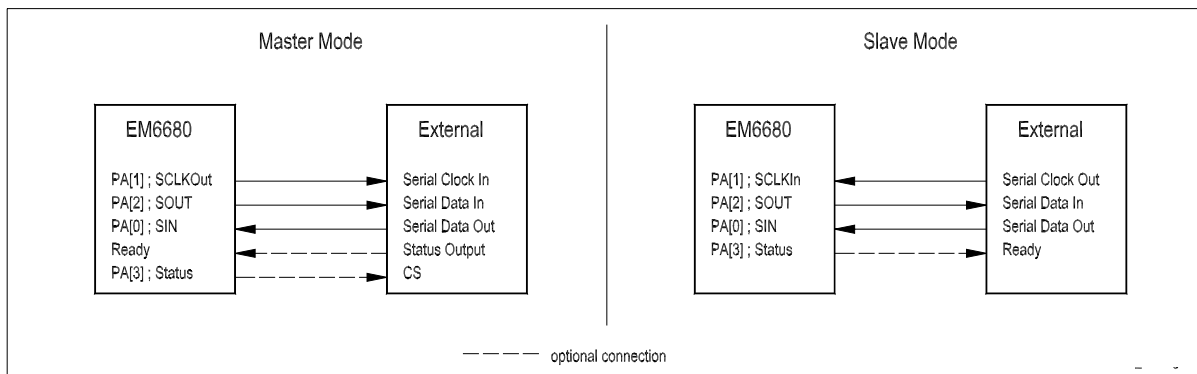 Master Mode
Slave Mode
EM6680
External
PA[1] ; SCLKOut
Serial Clock In
PA[2] ; SOUT
Serial Data In
PA[0] ; SIN
Serial Data Out
Ready
Status Output
PA[3] ; Status
CS
EM6680
External
PA[1] ; SCLKIn
Serial Clock Out
PA[2] ; SOUT
Serial Data In
PA[0] ; SIN
Serial Data Out
PA[3] ; Status
Ready
optional connection